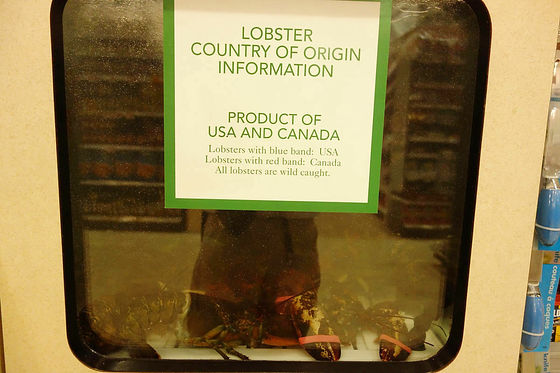 LOBSTER
COUNTRY OF ORIGIN
INFORMATION
PRODUCT OF
USA AND CANADA
Lobsters with blue band: USA
Lobsters with red band: Canada
All lobsters are wild caught.
couteau à